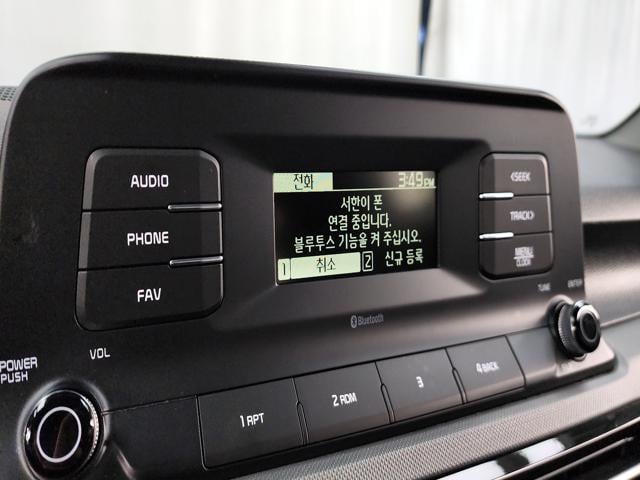 전화 3:49 PM
서한이 폰
연결 중입니다.
블루투스 기능을 켜 주십시오.
1 취소 2 신규 등록
AUDIO
PHONE
FAV
<SEEK
TRACK>
MENU
CLOCK
Bluetooth
TUNE
ENTER
POWER
PUSH
VOL
1 RPT
2 RDM
3
4 BACK